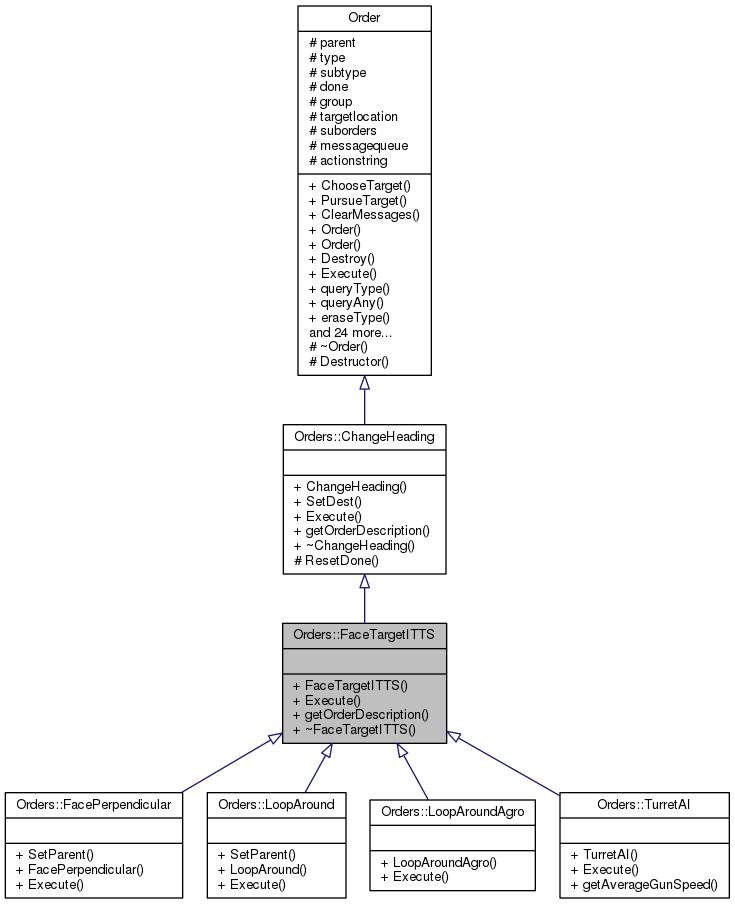 Order
# parent
# type
# subtype
# done
# group
# targetlocation
# suborders
# messagequeue
# actionstring
+ ChooseTarget()
+ PursueTarget()
+ ClearMessages()
+ Order()
+ Order()
+ Destroy()
+ Execute()
+ queryType()
+ queryAny()
+ eraseType()
and 24 more...
# ~Order()
# Destructor()
Orders::ChangeHeading
+ ChangeHeading()
+ SetDest()
+ Execute()
+ getOrderDescription()
+ ~ChangeHeading()
# ResetDone()
Orders::FaceTargetITTS
+ FaceTargetITTS()
+ Execute()
+ getOrderDescription()
+ ~FaceTargetITTS()
Orders::FacePerpendicular
+ SetParent()
+ FacePerpendicular()
+ Execute()
Orders::LoopAround
+ SetParent()
+ LoopAround()
+ Execute()
Orders::LoopAroundAgro
+ LoopAroundAgro()
+ Execute()
Orders::TurretAI
+ TurretAI()
+ Execute()
+ getAverageGunSpeed()